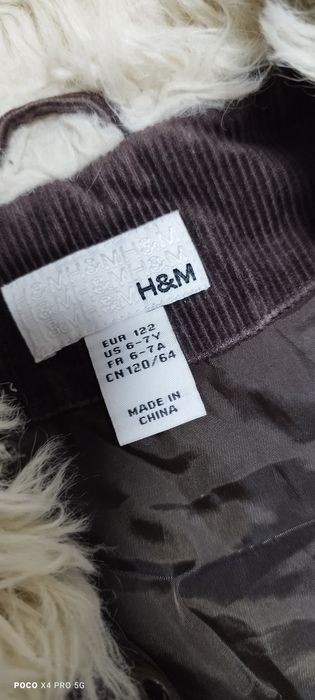 H&M
EUR 122
US 6-7Y
FR 6-7A
CN 120/64
MADE IN
CHINA
POCO X4 PRO 5G